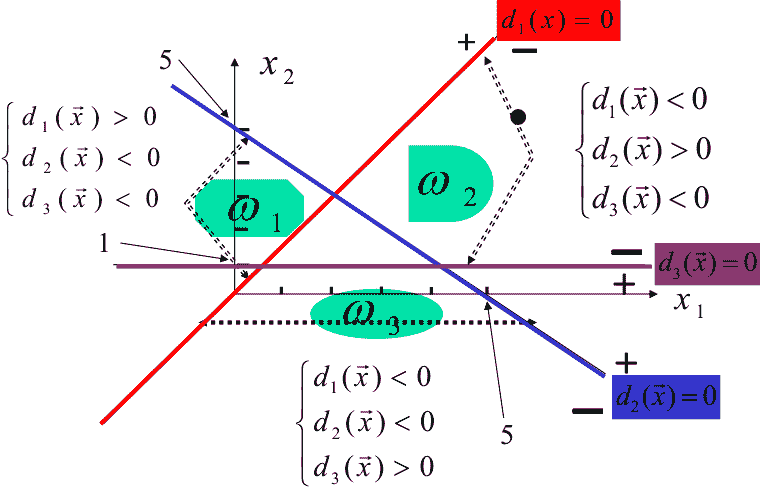 d₁(x) = 0
5
x₂
+ −
{ d₁(x⃗) > 0
d₂(x⃗) < 0
d₃(x⃗) < 0
{ d₁(x⃗) < 0
d₂(x⃗) > 0
d₃(x⃗) < 0
ω₁
ω₂
1
−
d₃(x⃗) = 0
+
x₁
ω₃
+
−
d₂(x⃗) = 0
{ d₁(x⃗) < 0
d₂(x⃗) < 0
d₃(x⃗) > 0
5